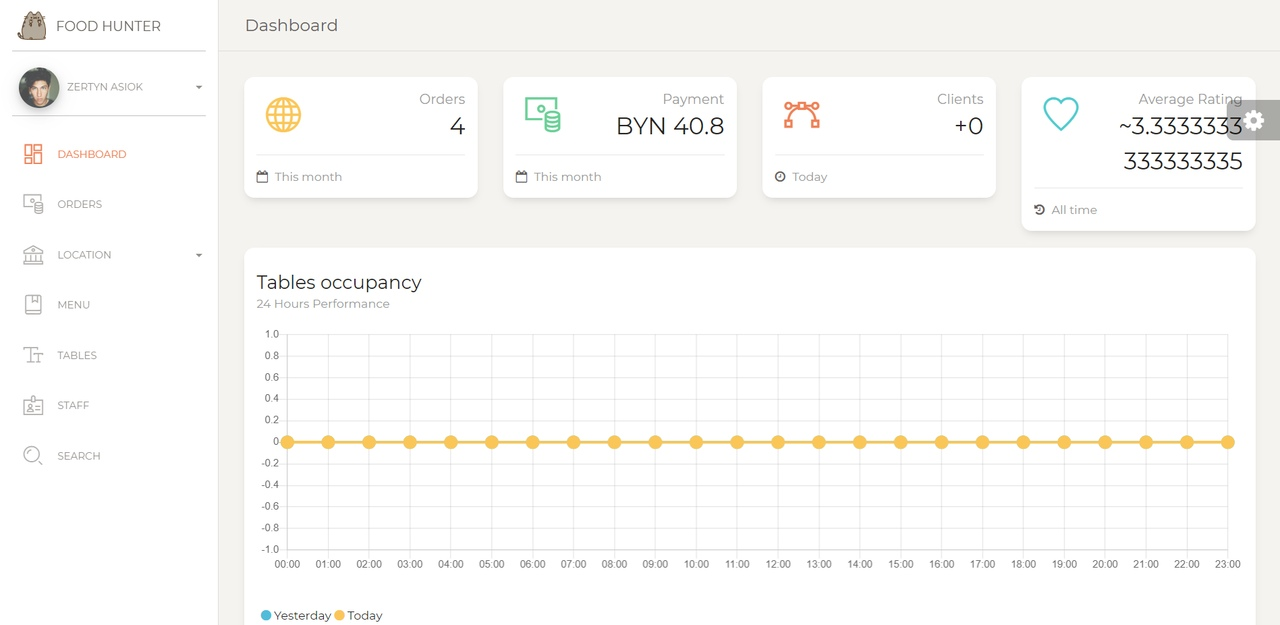 FOOD HUNTER
ZERTYN ASIOK
DASHBOARD
ORDERS
LOCATION
MENU
TABLES
STAFF
SEARCH
Dashboard
Orders
4
This month
Payment
BYN 40.8
This month
Clients
+0
Today
Average Rating
~3.3333333
333333335
All time
Tables occupancy
24 Hours Performance
1.0
0.8
0.6
0.4
0.2
0
-0.2
-0.4
-0.6
-0.8
-1.0
00:00 01:00 02:00 03:00 04:00 05:00 06:00 07:00 08:00 09:00 10:00 11:00 12:00 13:00 14:00 15:00 16:00 17:00 18:00 19:00 20:00 21:00 22:00 23:00
Yesterday Today